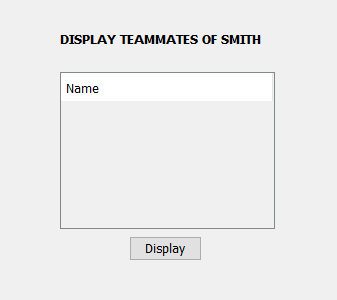 DISPLAY TEAMMATES OF SMITH
Name
Display